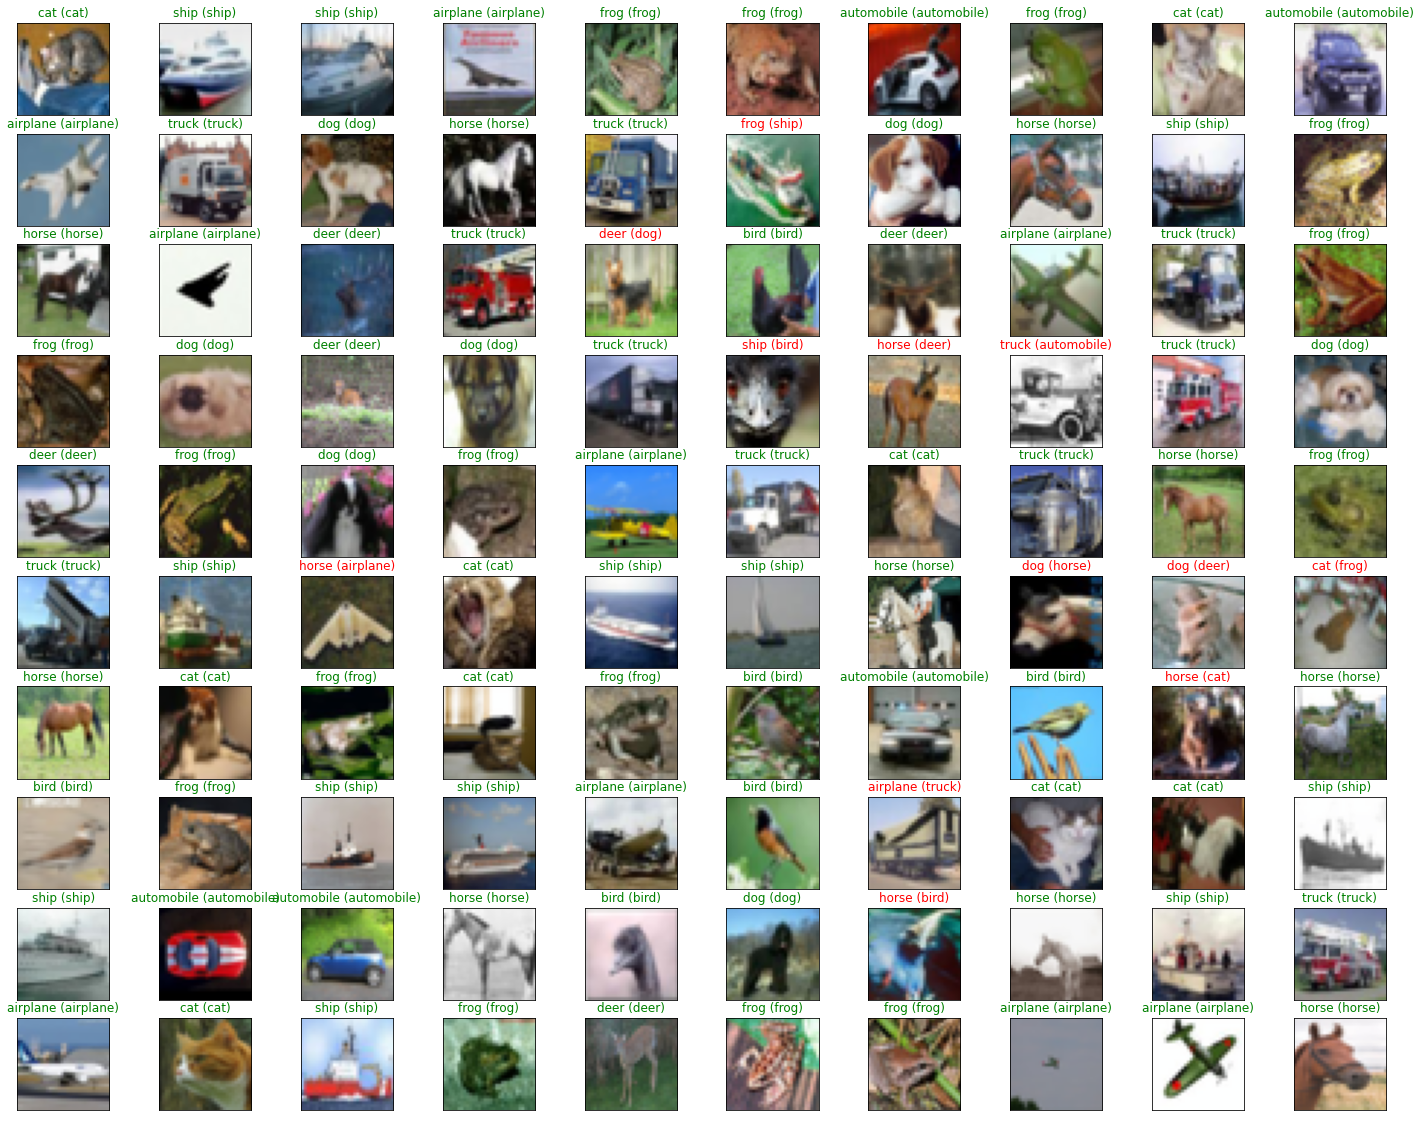 cat (cat) ship (ship) ship (ship) airplane (airplane) frog (frog) frog (frog) automobile (automobile) frog (frog) cat (cat) automobile (automobile)
airplane (airplane) truck (truck) dog (dog) horse (horse) truck (truck) frog (ship) dog (dog) horse (horse) ship (ship) frog (frog)
horse (horse) airplane (airplane) deer (deer) truck (truck) deer (dog) bird (bird) deer (deer) airplane (airplane) truck (truck) frog (frog)
frog (frog) dog (dog) deer (deer) dog (dog) truck (truck) ship (bird) horse (deer) truck (automobile) truck (truck) dog (dog)
deer (deer) frog (frog) dog (dog) frog (frog) airplane (airplane) truck (truck) cat (cat) truck (truck) horse (horse) frog (frog)
truck (truck) ship (ship) horse (airplane) cat (cat) ship (ship) ship (ship) horse (horse) dog (horse) dog (deer) cat (frog)
horse (horse) cat (cat) frog (frog) cat (cat) frog (frog) bird (bird) automobile (automobile) bird (bird) horse (cat) horse (horse)
bird (bird) frog (frog) ship (ship) ship (ship) airplane (airplane) bird (bird) airplane (truck) cat (cat) cat (cat) ship (ship)
ship (ship) automobile (automobile) automobile (automobile) horse (horse) bird (bird) dog (dog) horse (bird) horse (horse) ship (ship) truck (truck)
airplane (airplane) cat (cat) ship (ship) frog (frog) deer (deer) frog (frog) frog (frog) airplane (airplane) airplane (airplane) horse (horse)